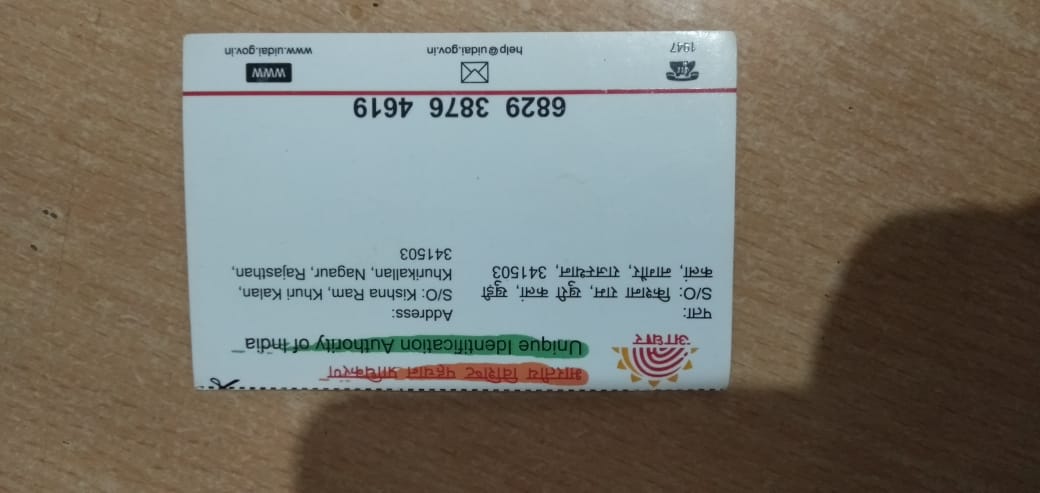 भारतीय विशिष्ट पहचान प्राधिकरण
Unique Identification Authority of India
आधार
पता:
S/O: किशना राम, खुरी कलां, खुड़ी
कलां, नागौर, राजस्थान, 341503
Address:
S/O: Kishna Ram, Khuri Kalan,
Khurikallan, Nagaur, Rajasthan,
341503
6829 3876 4619
1947
help@uidai.gov.in
www
www.uidai.gov.in